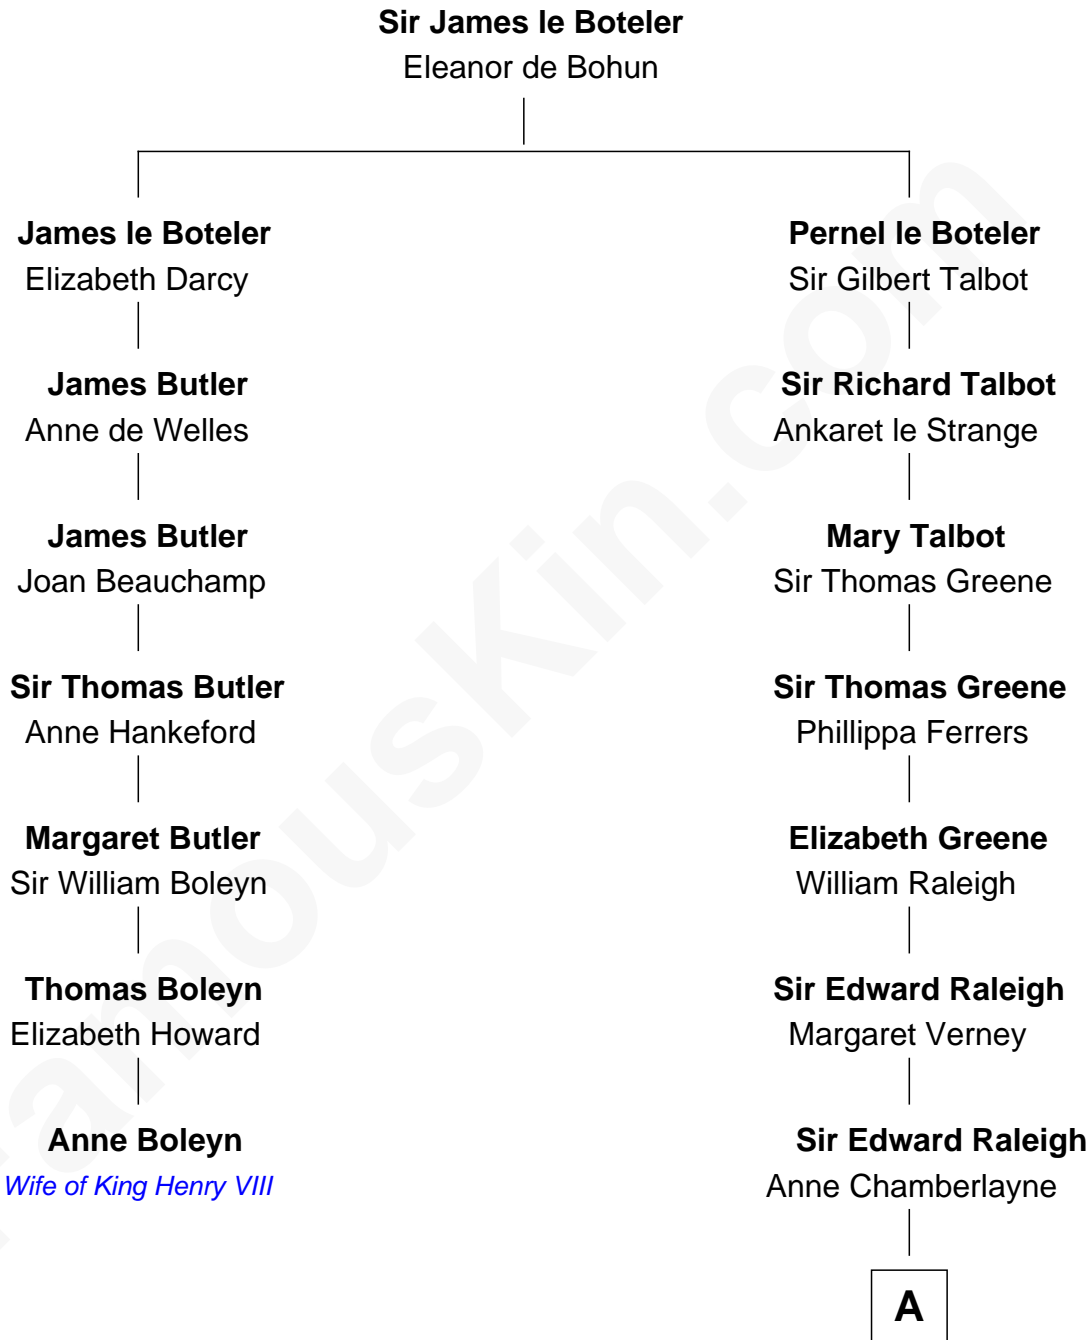 Sir James le Boteler
Eleanor de Bohun
James le Boteler
Elizabeth Darcy
Pernel le Boteler
Sir Gilbert Talbot
James Butler
Anne de Welles
Sir Richard Talbot
Ankaret le Strange
James Butler
Joan Beauchamp
Mary Talbot
Sir Thomas Greene
Sir Thomas Butler
Anne Hankeford
Sir Thomas Greene
Phillippa Ferrers
Margaret Butler
Sir William Boleyn
Elizabeth Greene
William Raleigh
Thomas Boleyn
Elizabeth Howard
Sir Edward Raleigh
Margaret Verney
Anne Boleyn
Wife of King Henry VIII
Sir Edward Raleigh
Anne Chamberlayne
A
FamousKin.com